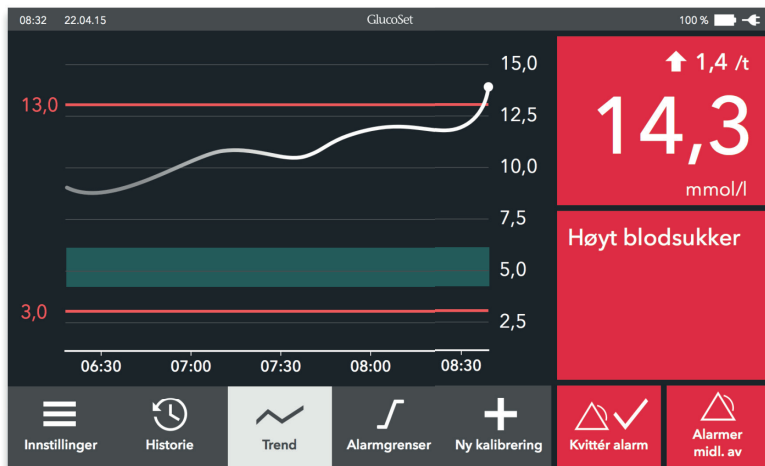 08:32 22.04.15 GlucoSet 100 %
15,0
13,0
12,5
10,0
7,5
5,0
3,0
2,5
06:30 07:00 07:30 08:00 08:30
1,4 /t
14,3
mmol/l
Høyt blodsukker
Innstillinger Historie Trend Alarmgrenser Ny kalibrering Kvittér alarm
Alarmer
midl. av